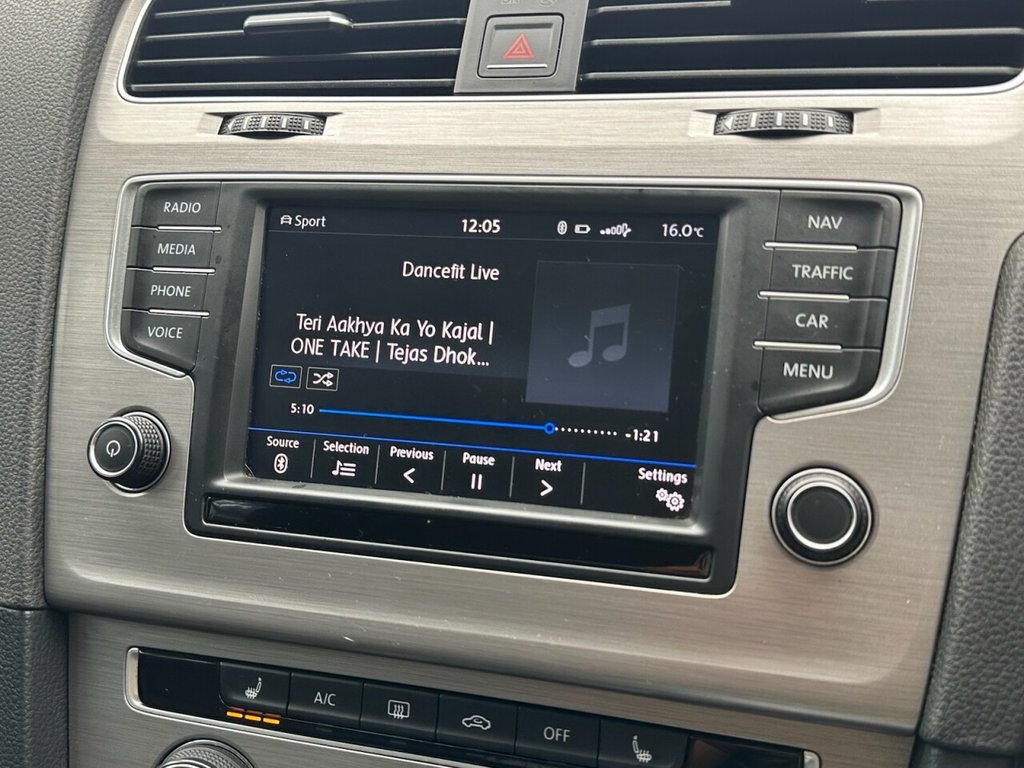 RADIO
MEDIA
PHONE
VOICE
Sport
12:05
16.0°C
Dancefit Live
Teri Aakhya Ka Yo Kajal |
ONE TAKE | Tejas Dhok...
5:10
-1:21
Source
Selection
Previous
Pause
Next
Settings
NAV
TRAFFIC
CAR
MENU
A/C
OFF